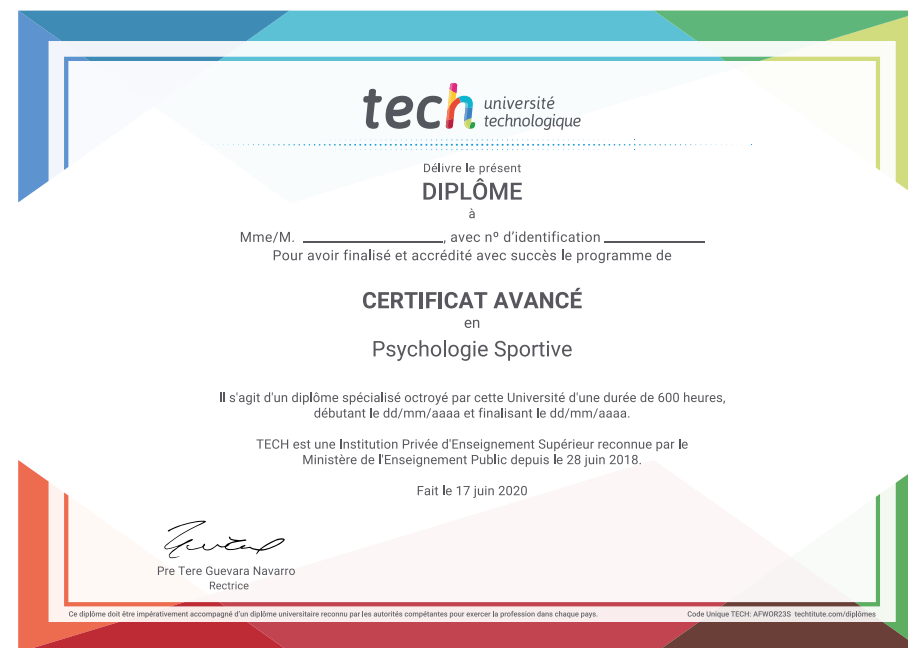 tech université
technologique
Délivre le présent
DIPLÔME
à
Mme/M. ____________________, avec nº d'identification ______________
Pour avoir finalisé et accrédité avec succès le programme de
CERTIFICAT AVANCÉ
en
Psychologie Sportive
Il s'agit d'un diplôme spécialisé octroyé par cette Université d'une durée de 600 heures,
débutant le dd/mm/aaaa et finalisant le dd/mm/aaaa.
TECH est une Institution Privée d'Enseignement Supérieur reconnue par le
Ministère de l'Enseignement Public depuis le 28 juin 2018.
Fait le 17 juin 2020
Pre Tere Guevara Navarro
Rectrice
Ce diplôme doit être impérativement accompagné d'un diplôme universitaire reconnu par les autorités compétentes pour exercer la profession dans chaque pays. Code Unique TECH: AFWOR23S techtitute.com/diplômes